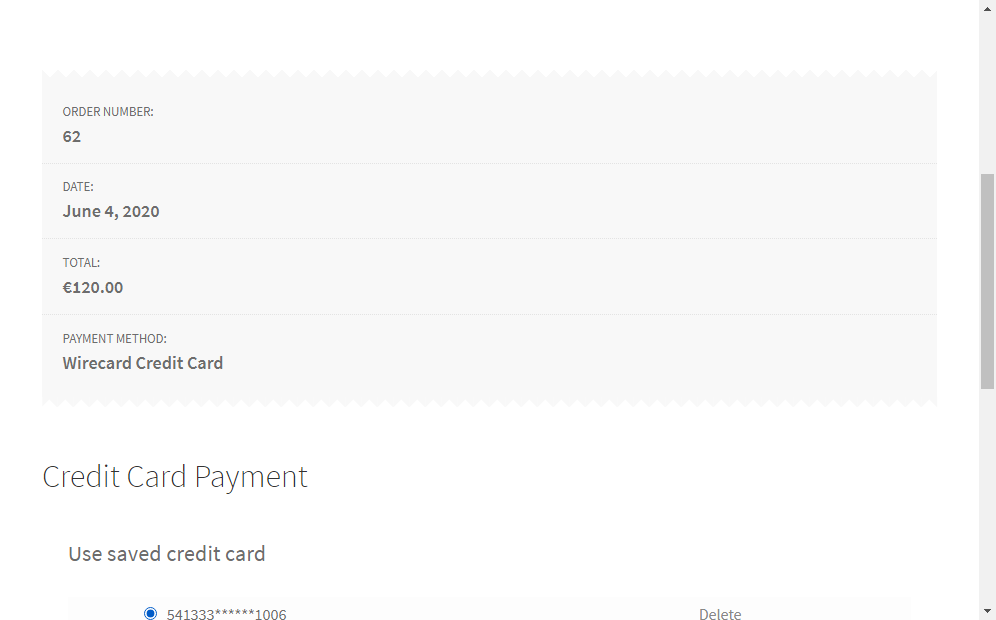 ORDER NUMBER:
62
DATE:
June 4, 2020
TOTAL:
€120.00
PAYMENT METHOD:
Wirecard Credit Card
Credit Card Payment
Use saved credit card
541333******1006 Delete